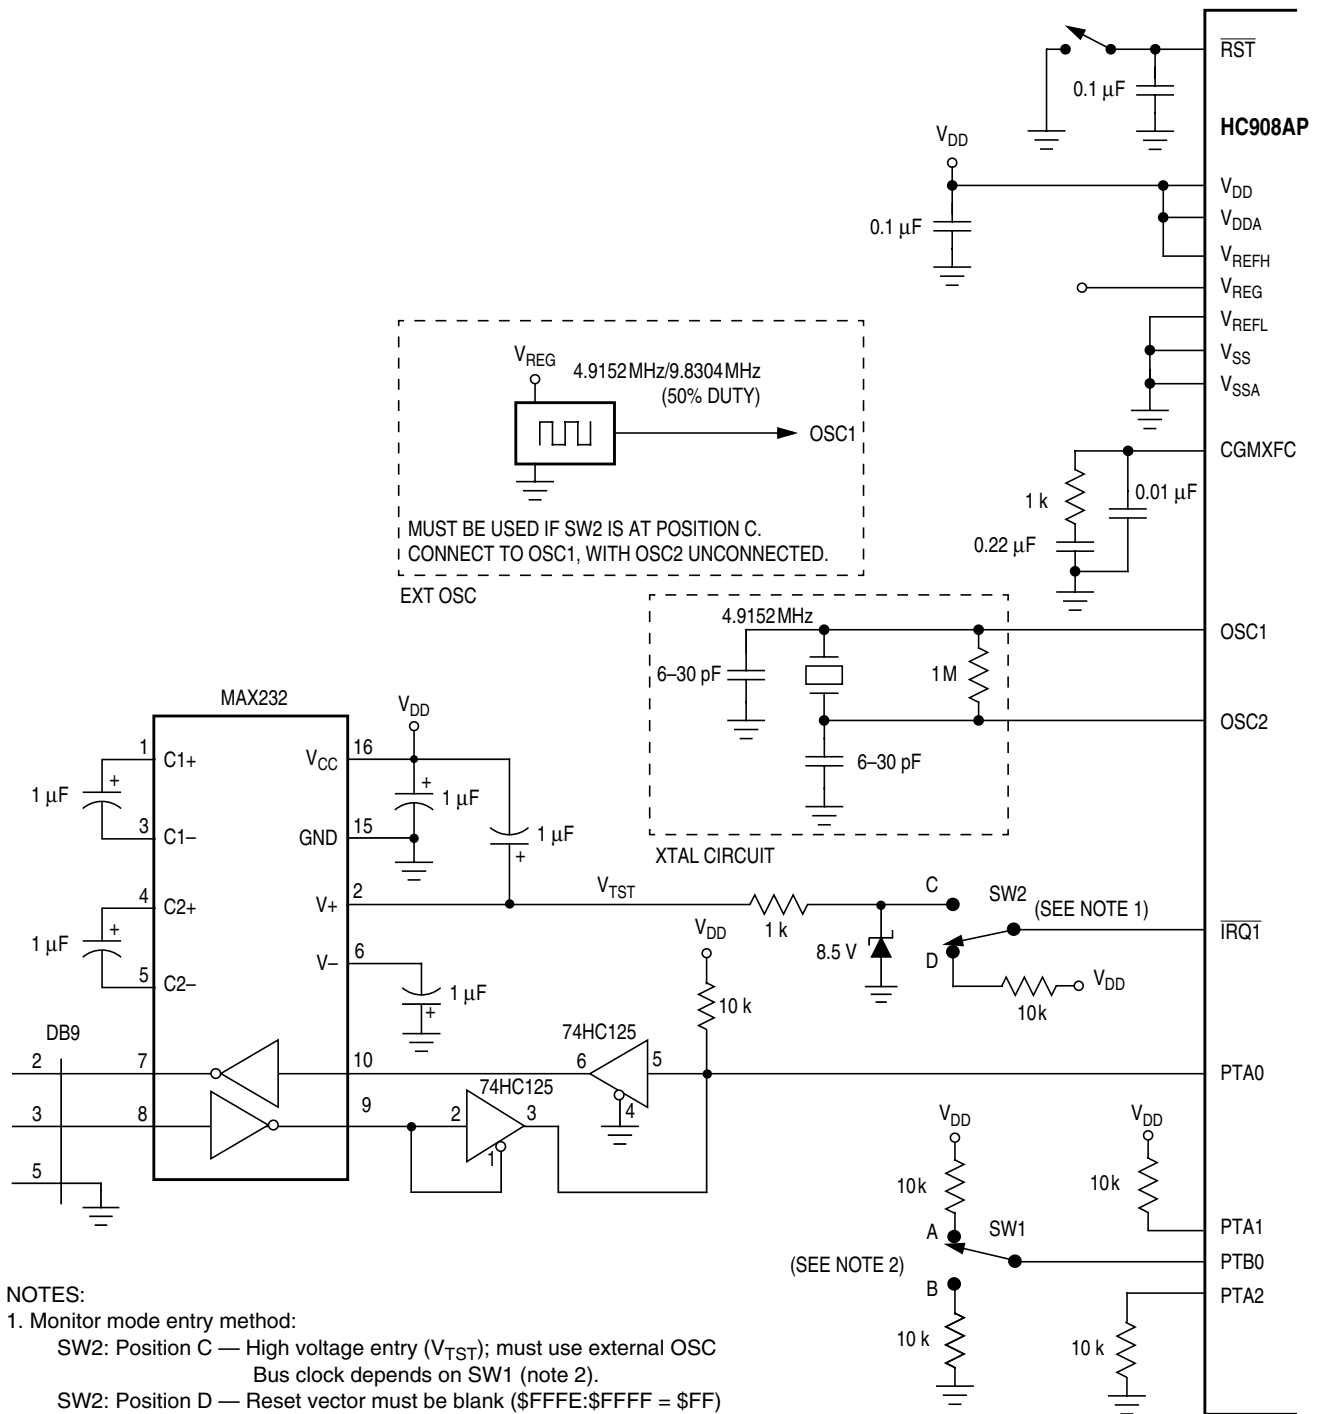 RST
0.1 µF
HC908AP
VDD
VDD
0.1 µF
VDDA
VREFH
VREG
VREFL
VSS
VSSA
VREG
4.9152MHz/9.8304MHz
(50% DUTY)
OSC1
MUST BE USED IF SW2 IS AT POSITION C.
CONNECT TO OSC1, WITH OSC2 UNCONNECTED.
EXT OSC
CGMXFC
1 k
0.01 µF
0.22 µF
4.9152MHz
OSC1
6–30 pF
1M
OSC2
6–30 pF
XTAL CIRCUIT
MAX232
VDD
1
C1+
VCC
16
1 µF
+
+
1 µF
3
C1–
GND
15
1 µF
+
4
C2+
V+
2
VTST
1 k
8.5 V
C
SW2
(SEE NOTE 1)
IRQ1
D
VDD
10k
1 µF
+
5
C2–
V–
6
1 µF
+
VDD
10 k
DB9
2
7
10
74HC125
6
5
4
PTA0
3
8
9
74HC125
2
3
1
5
VDD
VDD
10k
10k
A
SW1
PTA1
(SEE NOTE 2)
PTB0
B
PTA2
10 k
10 k
NOTES:
1. Monitor mode entry method:
SW2: Position C — High voltage entry (VTST); must use external OSC
Bus clock depends on SW1 (note 2).
SW2: Position D — Reset vector must be blank ($FFFE:$FFFF = $FF)